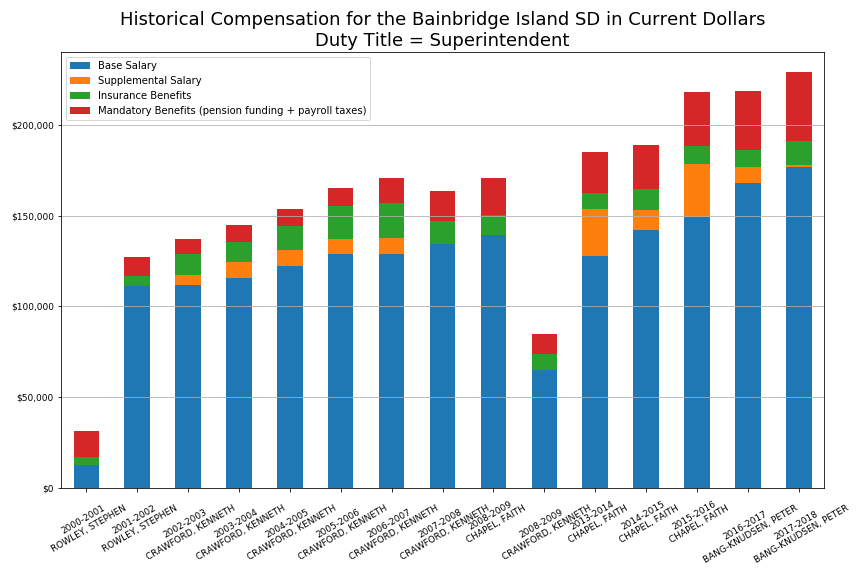 Historical Compensation for the Bainbridge Island SD in Current Dollars
Duty Title = Superintendent
Base Salary
Supplemental Salary
Insurance Benefits
Mandatory Benefits (pension funding + payroll taxes)
$200,000
$150,000
$100,000
$50,000
$0
2000-2001
ROWLEY, STEPHEN
2001-2002
ROWLEY, STEPHEN
2002-2003
CRAWFORD, KENNETH
2003-2004
CRAWFORD, KENNETH
2004-2005
CRAWFORD, KENNETH
2005-2006
CRAWFORD, KENNETH
2006-2007
CRAWFORD, KENNETH
2007-2008
CRAWFORD, KENNETH
2008-2009
CHAPEL, FAITH
2008-2009
CRAWFORD, KENNETH
2013-2014
CHAPEL, FAITH
2014-2015
CHAPEL, FAITH
2015-2016
CHAPEL, FAITH
2016-2017
BANG-KNUDSEN, PETER
2017-2018
BANG-KNUDSEN, PETER